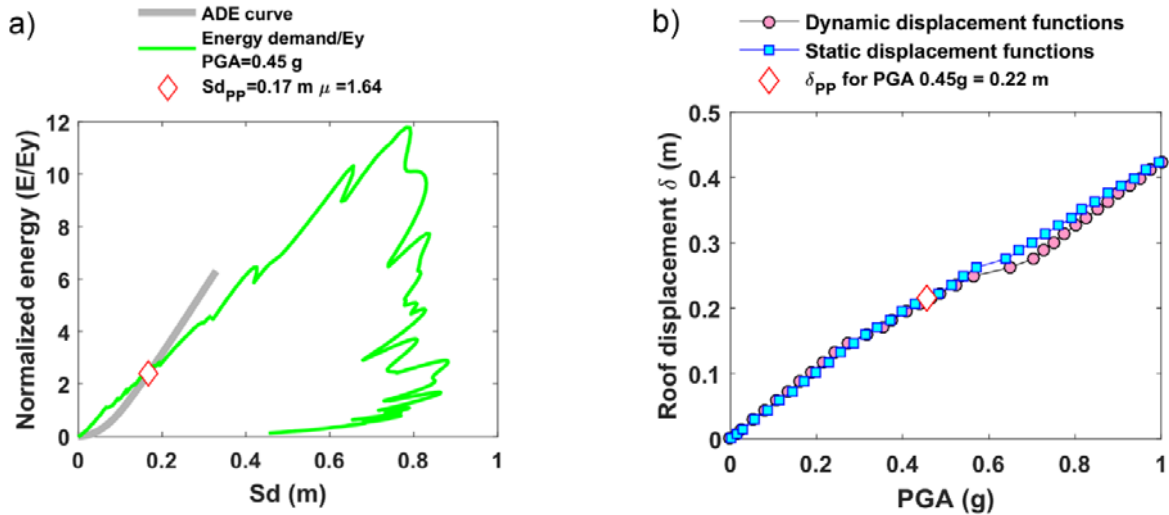 a)
ADE curve
Energy demand/Ey
PGA=0.45 g
Sd_PP=0.17 m μ =1.64
Normalized energy (E/Ey)
12
10
8
6
4
2
0
0 0.2 0.4 0.6 0.8 1
Sd (m)
b)
Dynamic displacement functions
Static displacement functions
δ_PP for PGA 0.45g = 0.22 m
Roof displacement δ (m)
0.5
0.4
0.3
0.2
0.1
0
0 0.2 0.4 0.6 0.8 1
PGA (g)